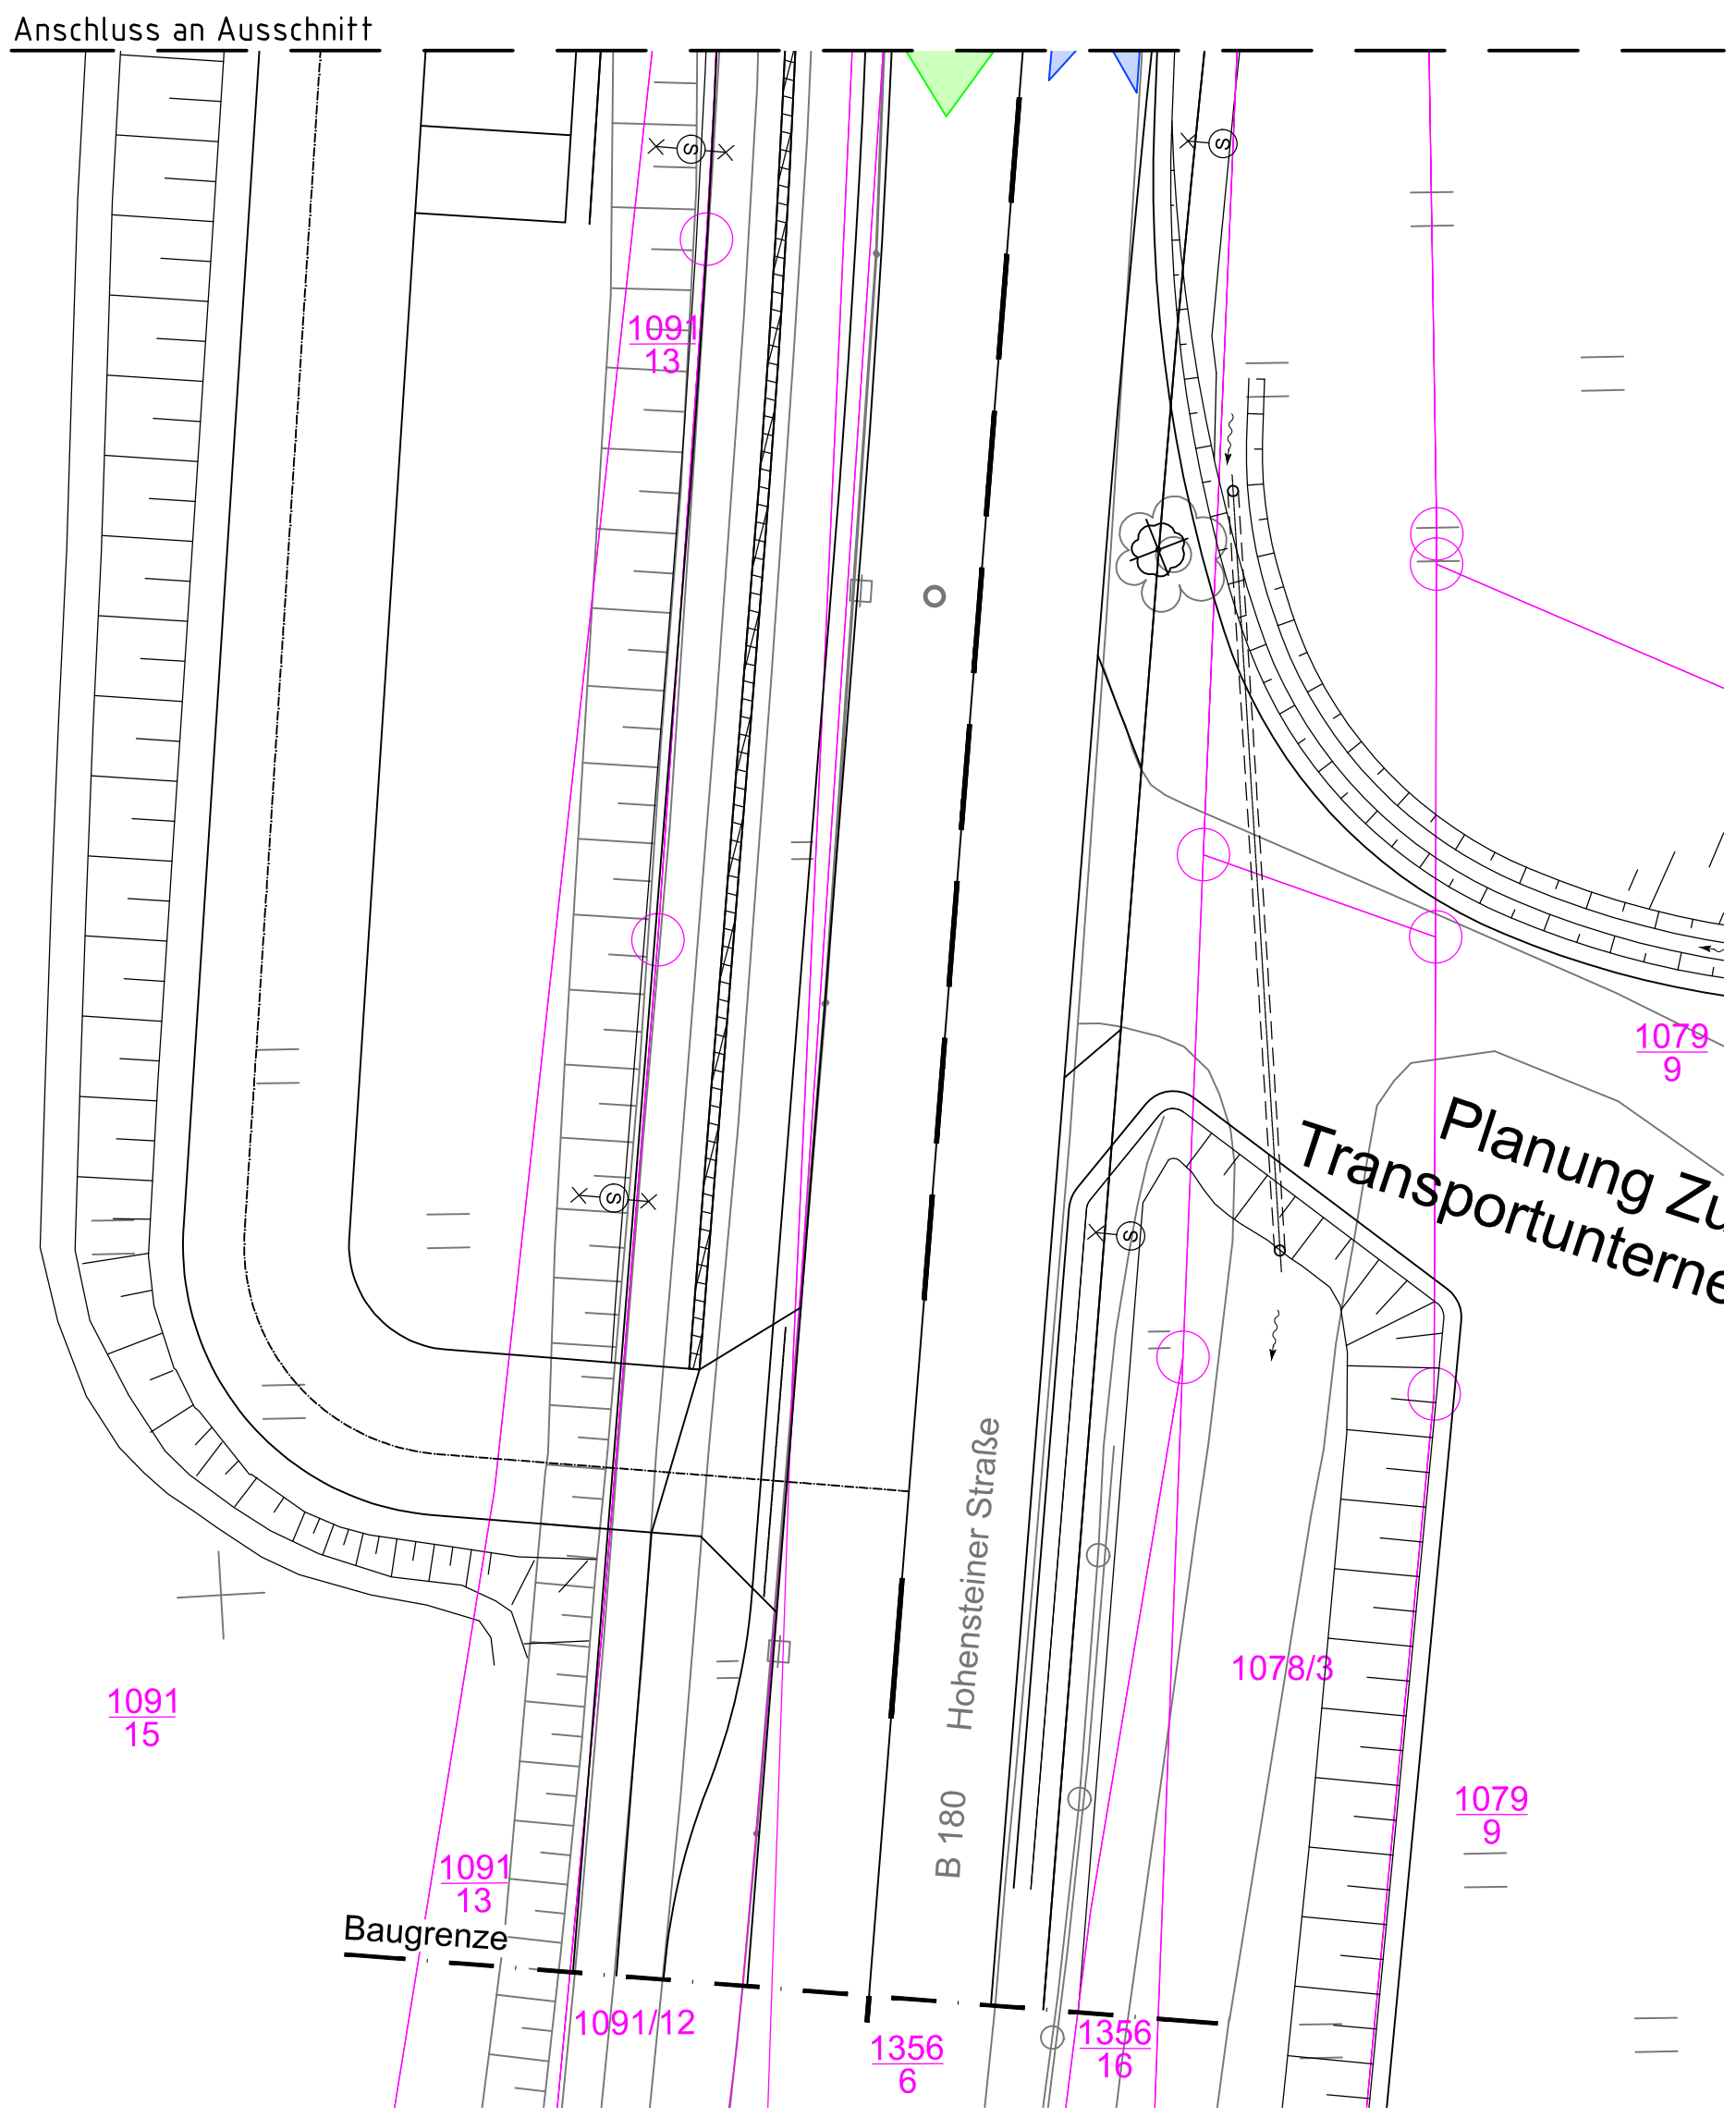 Anschluss an Ausschnitt
S
S
1091
13
1079
9
Planung Zu
Transportunterne
S
S
Hohensteiner Straße
B 180
1078/3
1091
15
1079
9
1091
13
Baugrenze
1091/12
1356
6
1356
16